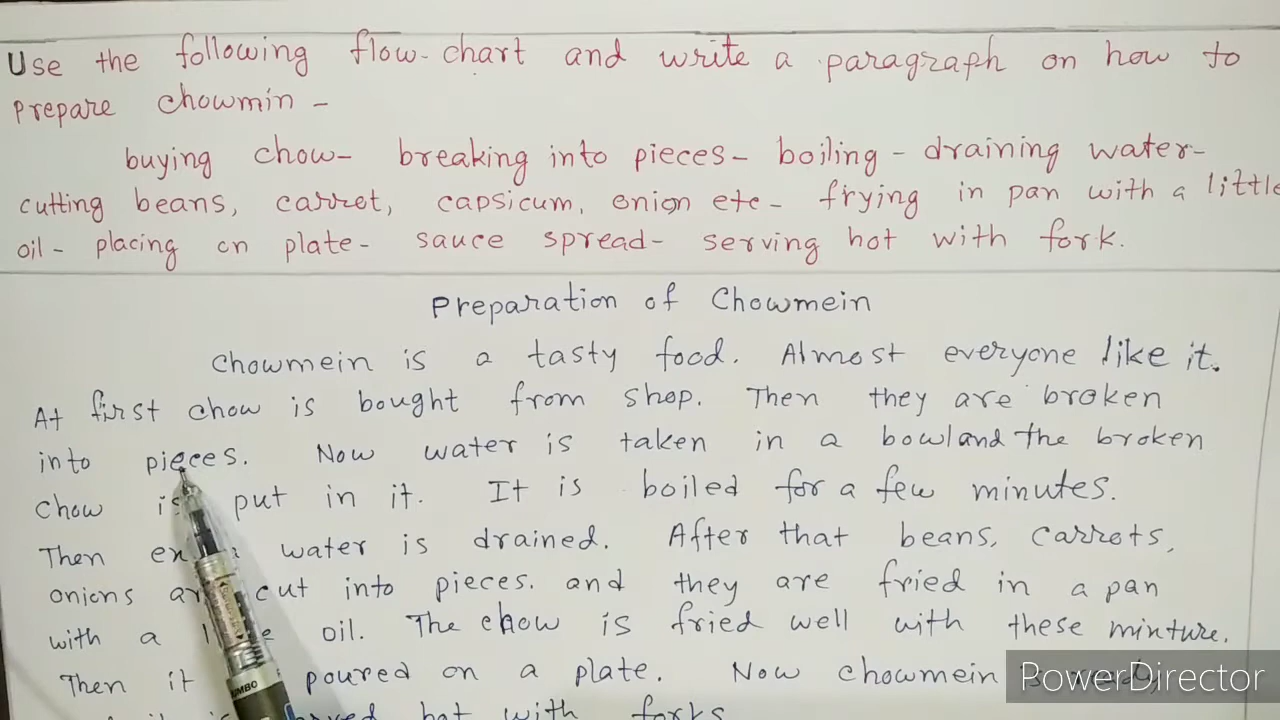 Use the following flow-chart and write a paragraph on how to
prepare chowmin -
buying chow- breaking into pieces- boiling - draining water-
cutting beans, carret, capsicum, onion etc- frying in pan with a little
oil- placing on plate- sauce spread- serving hot with fork.
Preparation of Chowmein
Chowmein is a tasty food. Almost everyone like it.
At first chow is bought from shop. Then they are broken
into pieces. Now water is taken in a bowl and the broken
chow is put in it. It is boiled for a few minutes.
Then water is drained. After that beans, carrots,
onions cut into pieces. and they are fried in a pan
with a oil. The chow is fried well with these minture.
Then it poured on a plate. Now chowmein
hot with forks
PowerDirector
JUMBO